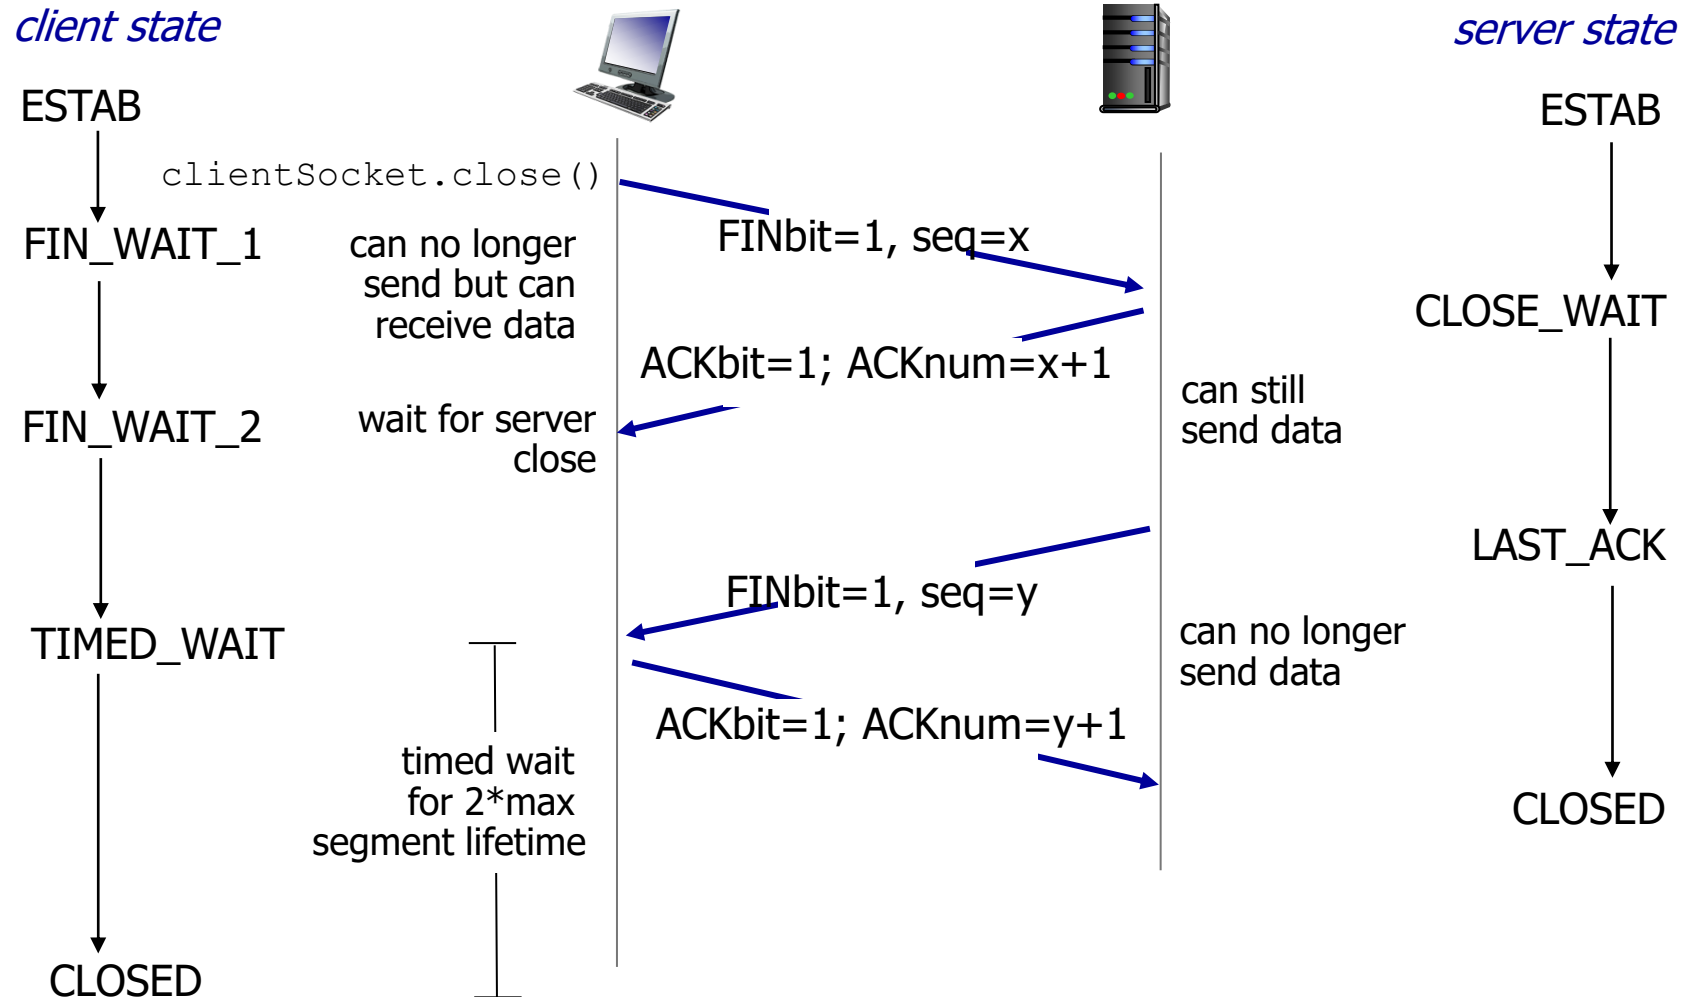 client state
server state
ESTAB
ESTAB
clientSocket.close()
FIN_WAIT_1
can no longer
send but can
receive data
FINbit=1, seq=x
CLOSE_WAIT
ACKbit=1; ACKnum=x+1
can still
send data
FIN_WAIT_2
wait for server
close
LAST_ACK
FINbit=1, seq=y
can no longer
send data
TIMED_WAIT
ACKbit=1; ACKnum=y+1
timed wait
for 2*max
segment lifetime
CLOSED
CLOSED